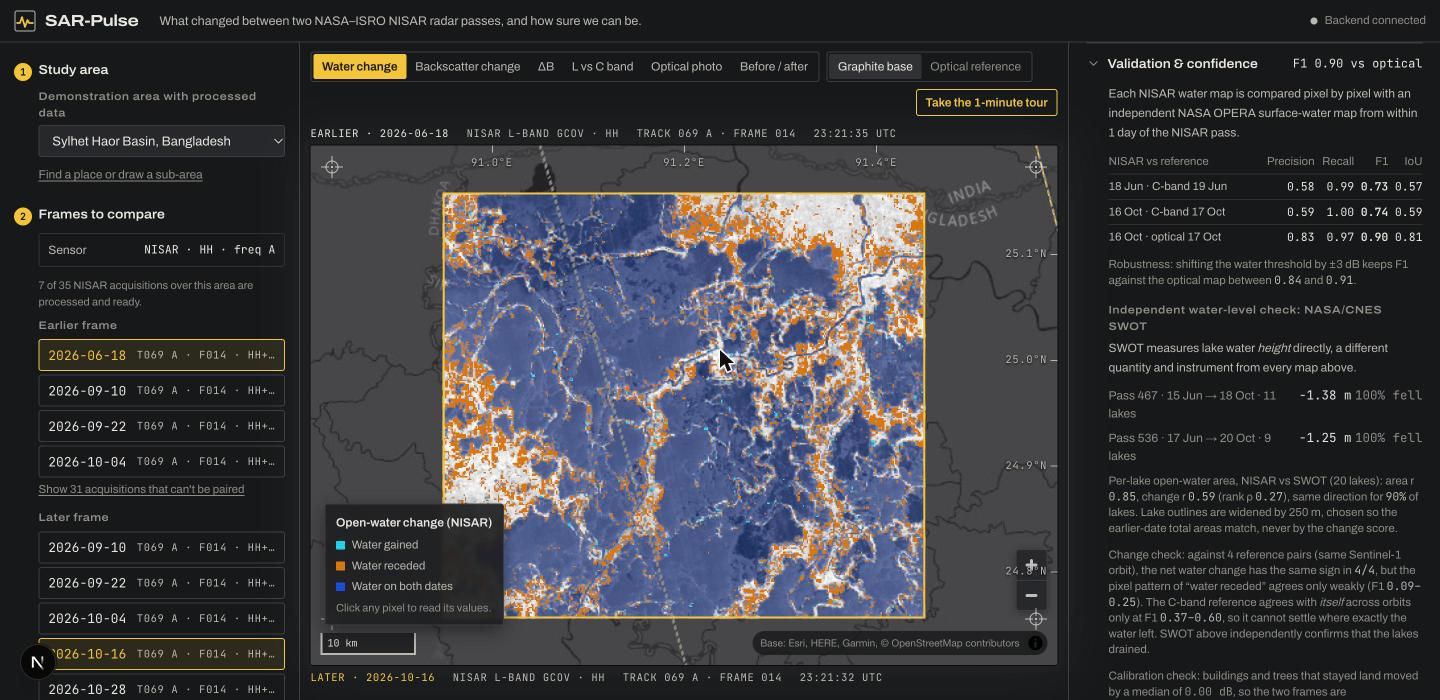 SAR-Pulse
What changed between two NASA–ISRO NISAR radar passes, and how sure we can be.
Backend connected
1
Study area
Demonstration area with processed
data
Sylhet Haor Basin, Bangladesh
Find a place or draw a sub-area
2
Frames to compare
Sensor
NISAR · HH · freq A
7 of 35 NISAR acquisitions over this area are
processed and ready.
Earlier frame
2026-06-18 T069 A · F014 · HH+…
2026-09-10 T069 A · F014 · HH+…
2026-09-22 T069 A · F014 · HH+…
2026-10-04 T069 A · F014 · HH+…
Show 31 acquisitions that can't be paired
Later frame
2026-09-10 T069 A · F014 · HH+…
2026-09-22 T069 A · F014 · HH+…
2026-10-04 T069 A · F014 · HH+…
2026-10-16 T069 A · F014 · HH+…
2026-10-28 T069 A · F014 · HH+…
N
Water change
Backscatter change
ΔB
L vs C band
Optical photo
Before / after
Graphite base
Optical reference
Take the 1-minute tour
EARLIER · 2026-06-18 NISAR L-BAND GCOV · HH TRACK 069 A · FRAME 014 23:21:35 UTC
91.0°E
91.2°E
91.4°E
INDIA
GLADESH
DHAKA
25.1°N
25.0°N
24.9°N
24.8°N
Open-water change (NISAR)
Water gained
Water receded
Water on both dates
Click any pixel to read its values.
10 km
+
−
Base: Esri, HERE, Garmin, © OpenStreetMap contributors
i
LATER · 2026-10-16 NISAR L-BAND GCOV · HH TRACK 069 A · FRAME 014 23:21:32 UTC
Validation & confidence
F1 0.90 vs optical
Each NISAR water map is compared pixel by pixel with an
independent NASA OPERA surface-water map from within
1 day of the NISAR pass.
NISAR vs reference Precision Recall F1 IoU
18 Jun · C-band 19 Jun 0.58 0.99 0.73 0.57
16 Oct · C-band 17 Oct 0.59 1.00 0.74 0.59
16 Oct · optical 17 Oct 0.83 0.97 0.90 0.81
Robustness: shifting the water threshold by ±3 dB keeps F1
against the optical map between 0.84 and 0.91.
Independent water-level check: NASA/CNES
SWOT
SWOT measures lake water height directly, a different
quantity and instrument from every map above.
Pass 467 · 15 Jun → 18 Oct · 11 -1.38 m 100% fell
lakes
Pass 536 · 17 Jun → 20 Oct · 9 -1.25 m 100% fell
lakes
Per-lake open-water area, NISAR vs SWOT (20 lakes): area r
0.85, change r 0.59 (rank ρ 0.27), same direction for 90% of
lakes. Lake outlines are widened by 250 m, chosen so the
earlier-date total areas match, never by the change score.
Change check: against 4 reference pairs (same Sentinel-1
orbit), the net water change has the same sign in 4/4, but the
pixel pattern of “water receded” agrees only weakly (F1 0.09–
0.25). The C-band reference agrees with itself across orbits
only at F1 0.37–0.60, so it cannot settle where exactly the
water left. SWOT above independently confirms that the lakes
drained.
Calibration check: buildings and trees that stayed land moved
by a median of 0.00 dB, so the two frames are